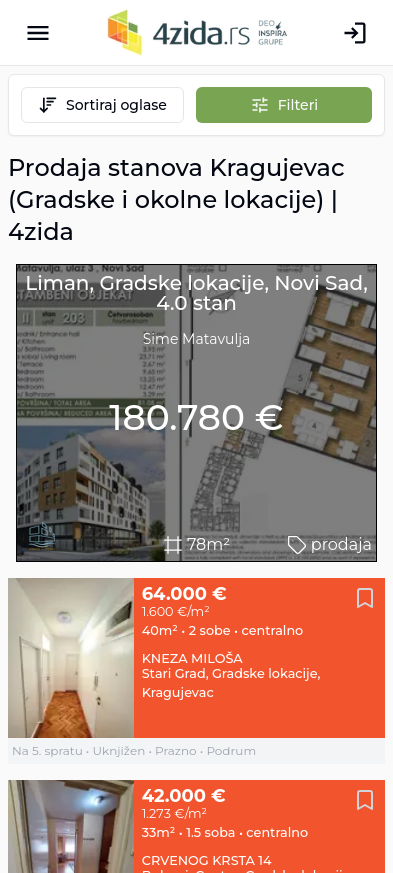 4zida.rs
DEO
INSPIRA
GRUPE
Sortiraj oglase
Filteri
Prodaja stanova Kragujevac
(Gradske i okolne lokacije) |
4zida
Matavulja, ulaz 3, Novi Sad
STAMBENI OBJEKAT
Liman, Gradske lokacije, Novi Sad,
4.0 stan
Sime Matavulja
180.780 €
78m²
prodaja
64.000 €
1.600 €/m²
40m² • 2 sobe • centralno
KNEZA MILOŠA
Stari Grad, Gradske lokacije,
Kragujevac
Na 5. spratu • Uknjižen • Prazno • Podrum
42.000 €
1.273 €/m²
33m² • 1.5 soba • centralno
CRVENOG KRSTA 14